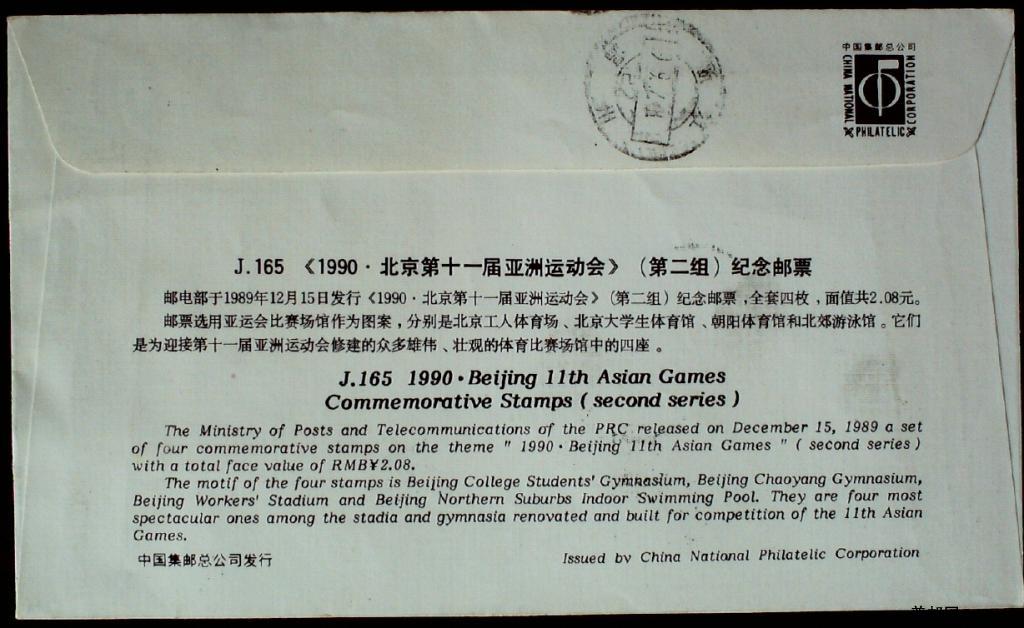 中国集邮总公司
CHINA NATIONAL
PHILATELIC
CORPORATION
J.165 《1990·北京第十一届亚洲运动会》（第二组）纪念邮票
邮电部于1989年12月15日发行《1990·北京第十一届亚洲运动会》（第二组）纪念邮票，全套四枚，面值共2.08元。
邮票选用亚运会比赛场馆作为图案，分别是北京工人体育场、北京大学生体育馆、朝阳体育馆和北郊游泳馆。它们
是为迎接第十一届亚洲运动会修建的众多雄伟、壮观的体育比赛场馆中的四座。
J.165 1990·Beijing 11th Asian Games
Commemorative Stamps ( second series )
The Ministry of Posts and Telecommunications of the PRC released on December 15, 1989 a set
of four commemorative stamps on the theme " 1990·Beijing 11th Asian Games " ( second series )
with a total face value of RMB¥2.08.
The motif of the four stamps is Beijing College Students' Gymnasium, Beijing Chaoyang Gymnasium,
Beijing Workers' Stadium and Beijing Northern Suburbs Indoor Swimming Pool. They are four most
spectacular ones among the stadia and gymnasia renovated and built for competition of the 11th Asian
Games.
中国集邮总公司发行
Issued by China National Philatelic Corporation